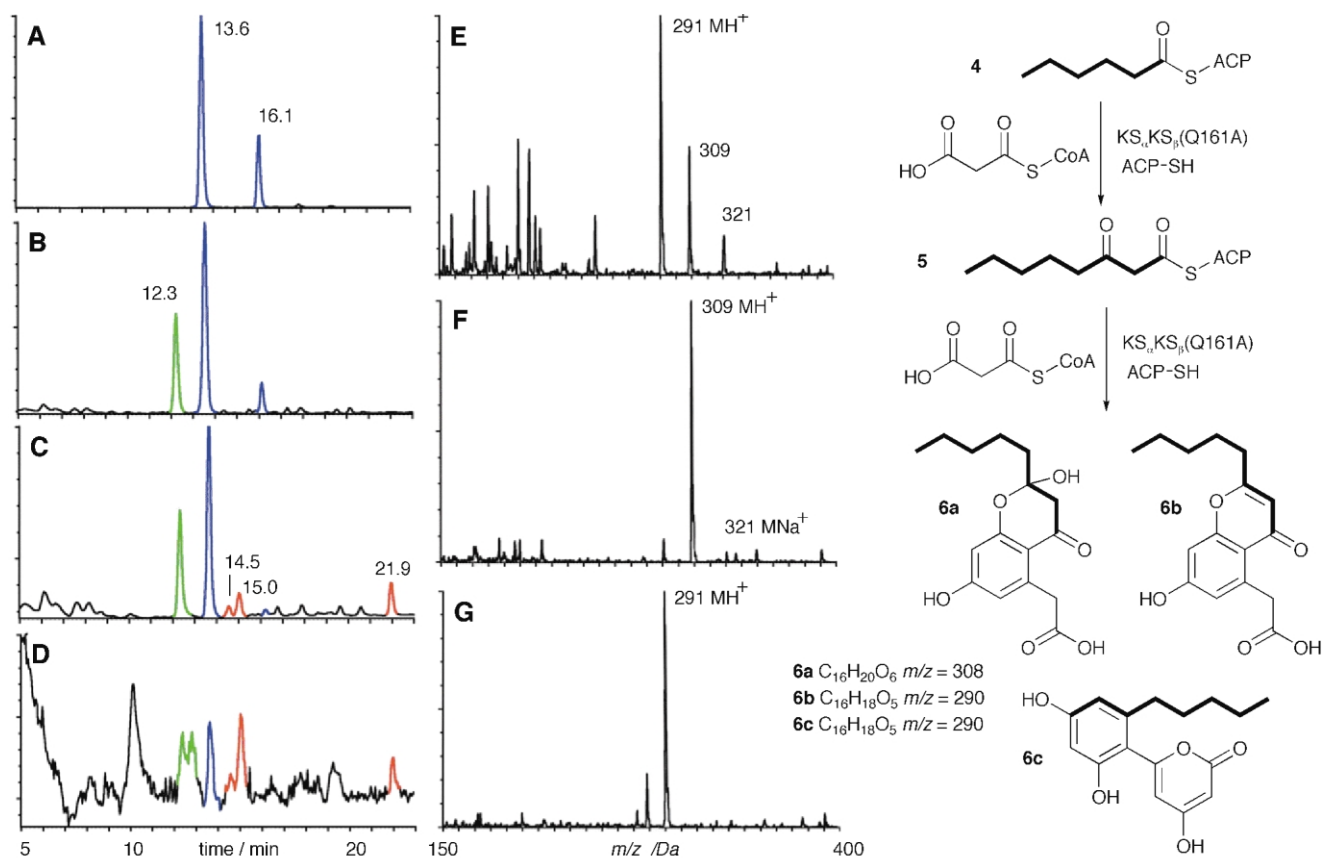 A
13.6
16.1
B
12.3
C
14.5
15.0
21.9
D
5
10
time / min
20
E
291 MH+
309
321
F
309 MH+
321 MNa+
G
291 MH+
150
m/z /Da
400
4
O
S
ACP
O
O
HO
S
CoA
KSαKSβ(Q161A)
ACP-SH
5
O
O
S
ACP
O
O
HO
S
CoA
KSαKSβ(Q161A)
ACP-SH
6a
OH
O
O
HO
O
OH
6b
O
O
HO
O
OH
6a C16H20O6 m/z = 308
6b C16H18O5 m/z = 290
6c C16H18O5 m/z = 290
HO
6c
O
O
OH
OH